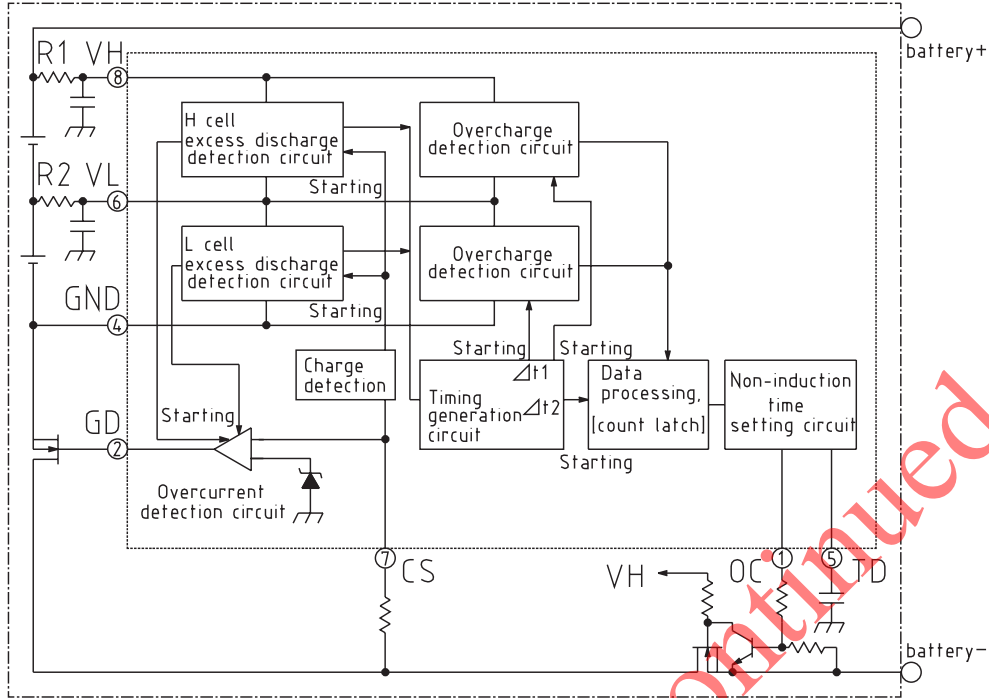 battery+
R1 VH
8
H cell
excess discharge
detection circuit
Starting
Overcharge
detection circuit
R2 VL
6
L cell
excess discharge
detection circuit
Starting
Overcharge
detection circuit
GND
4
Charge
detection
Starting
Starting
⊿t1
⊿t2
Timing
generation
circuit
Data
processing,
[count latch]
Starting
Non-induction
time
setting circuit
GD
2
Starting
Overcurrent
detection circuit
7
CS
VH
OC
1
5
TD
battery-
ontinued